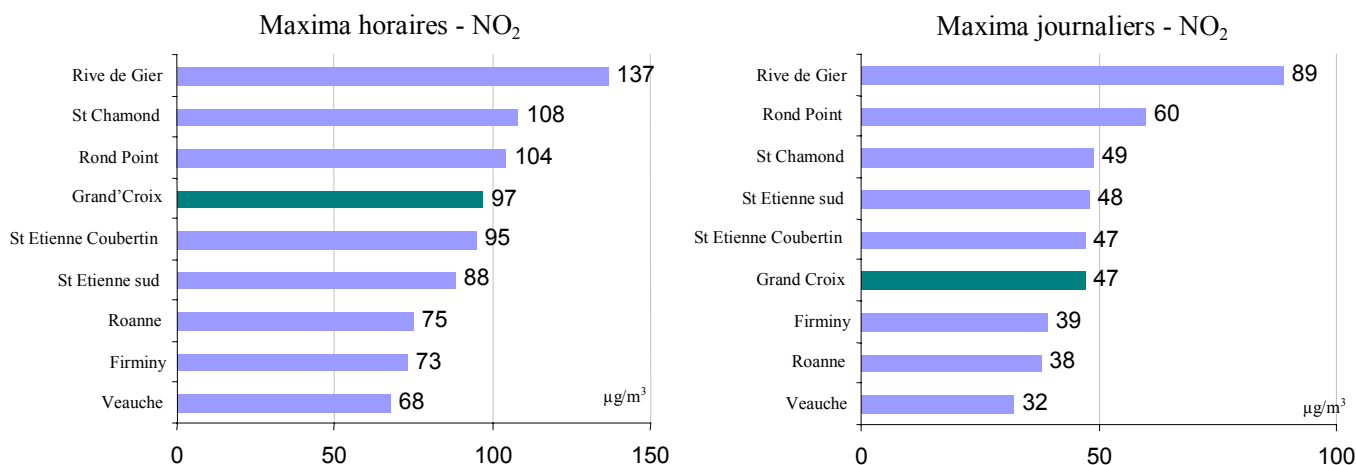 Maxima horaires - NO₂
Rive de Gier 137
St Chamond 108
Rond Point 104
Grand’Croix 97
St Etienne Coubertin 95
St Etienne sud 88
Roanne 75
Firminy 73
Veauche 68
µg/m³
0 50 100 150
Maxima journaliers - NO₂
Rive de Gier 89
Rond Point 60
St Chamond 49
St Etienne sud 48
St Etienne Coubertin 47
Grand Croix 47
Firminy 39
Roanne 38
Veauche 32
µg/m³
0 50 100